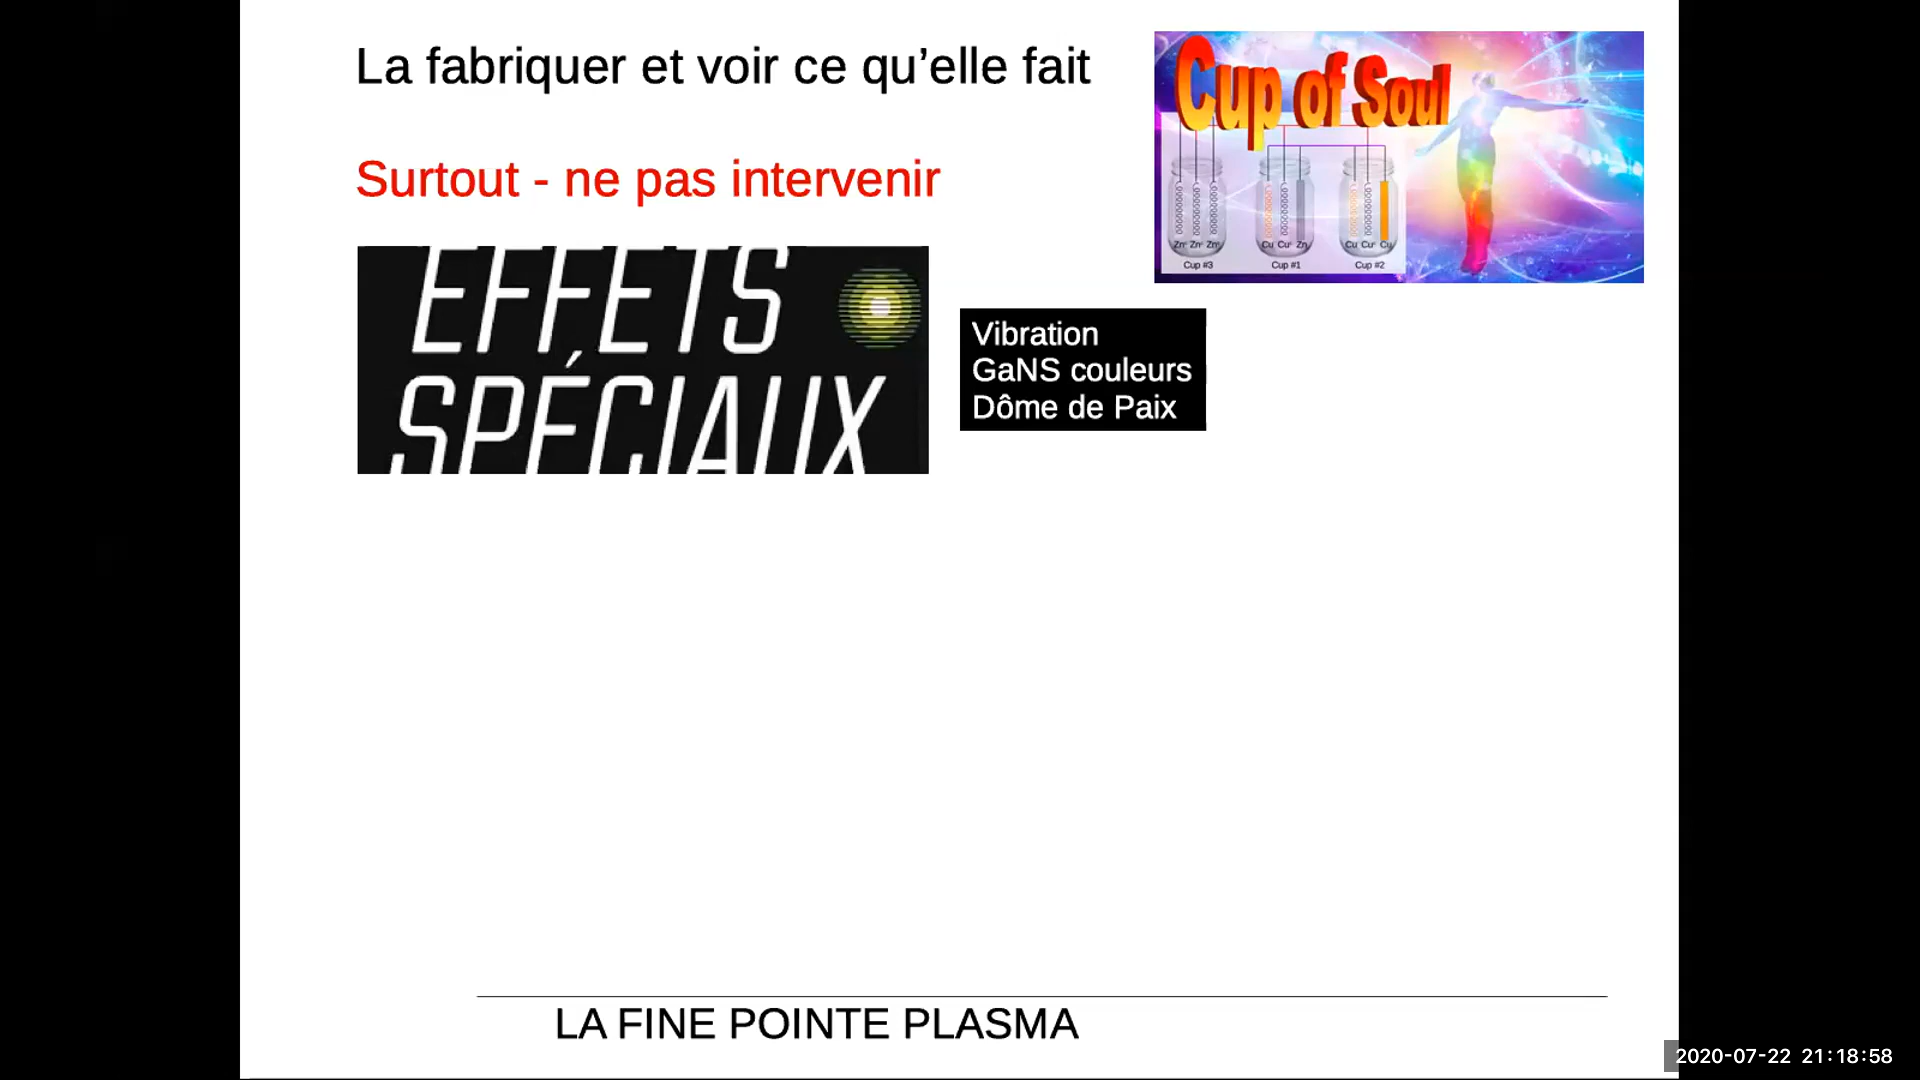 La fabriquer et voir ce qu’elle fait
Surtout - ne pas intervenir
Cup of Soul
Zn Zn Zn
Cu Cu Zn
Cu Cu Cu
Cup #3
Cup #1
Cup #2
EFFETS
SPÉCIAUX
Vibration
GaNS couleurs
Dôme de Paix
LA FINE POINTE PLASMA
2020-07-22 21:18:58